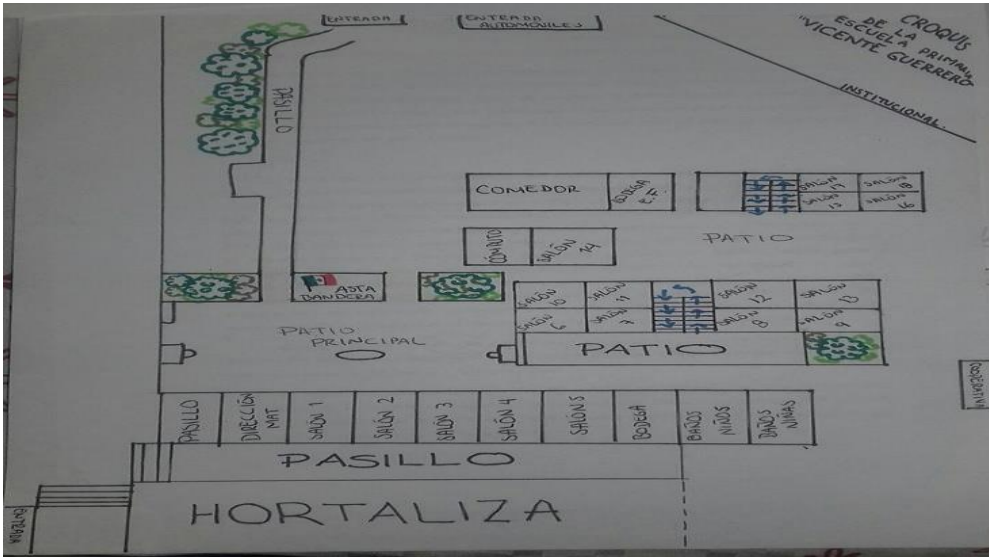 ENTRADA
ENTRADA
AUTOMOVILES
CROQUIS
DE LA
ESCUELA PRIMARIA
"VICENTE GUERRERO
INSTITUCIONAL.
PASILLO
COMEDOR
BODEGA
E.F.
SALÓN
17
SALÓN
18
SALÓN
15
SALÓN
16
PATIO
CÓMPUTO
SALÓN
14
ASTA
BANDERA
SALÓN
10
SALÓN
11
SALÓN
12
SALÓN
13
SALÓN
6
SALÓN
7
SALÓN
8
SALÓN
9
PATIO
PRINCIPAL
PATIO
COOPERATIVA
PASILLO
DIRECCIÓN
MAT
SALÓN 1
SALÓN 2
SALÓN 3
SALÓN 4
SALÓN 5
BODEGA
BAÑOS
NIÑOS
BAÑOS
NIÑAS
PASILLO
HORTALIZA
ENTRADA